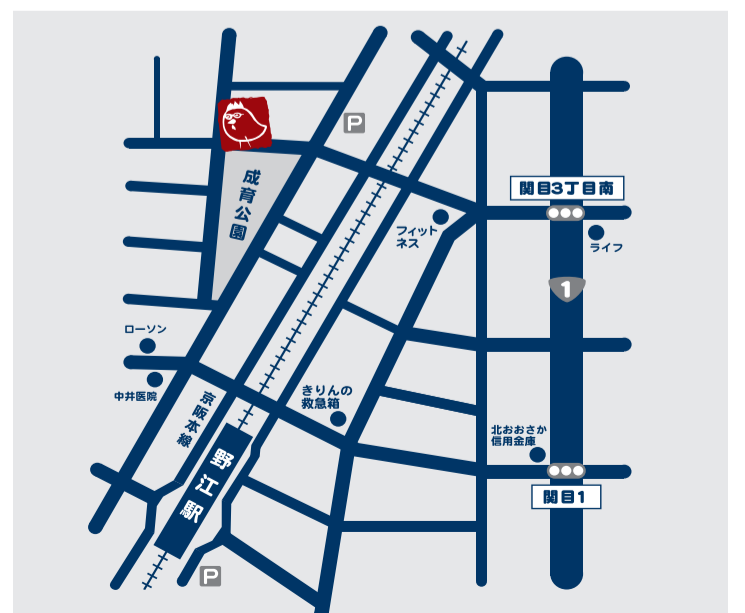 P
成育公園
関目3丁目南
フィット
ネス
ライフ
1
ローソン
中井医院
京阪本線
きりんの
救急箱
北おおさか
信用金庫
野江駅
関目1
P